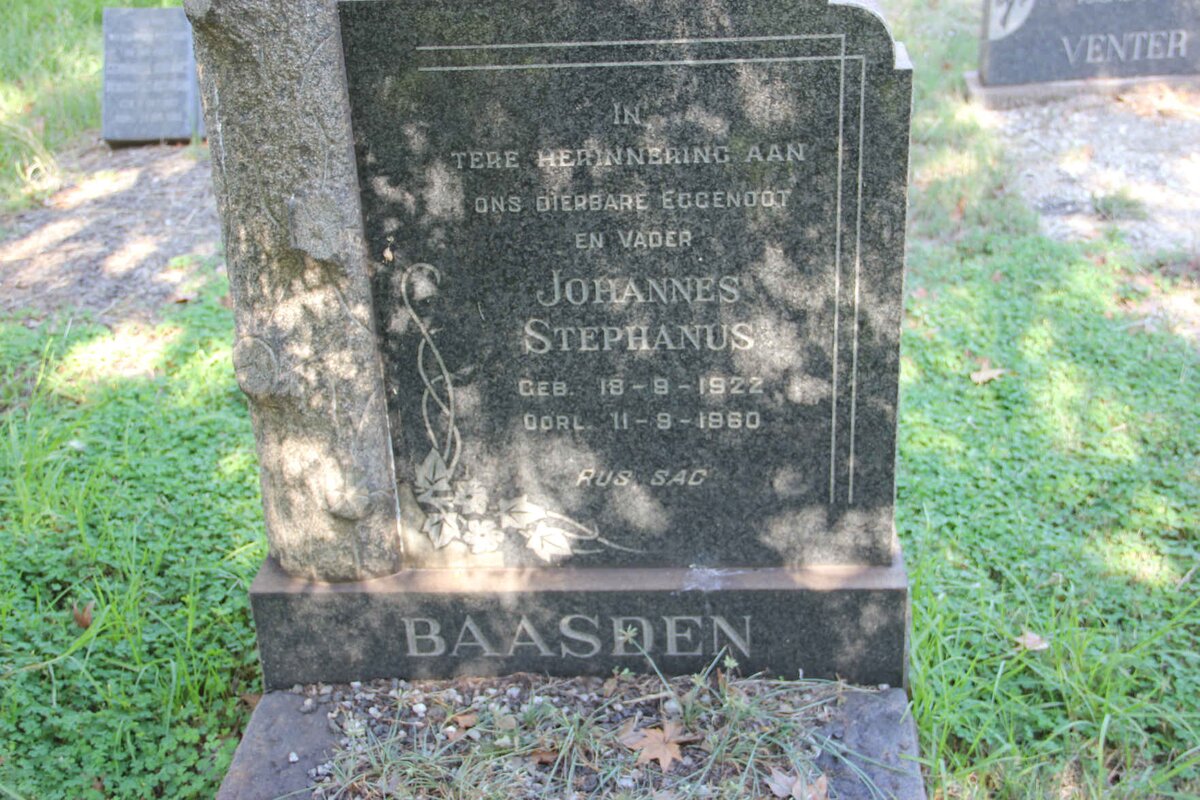 IN
TERE HERINNERING AAN
ONS DIERBARE EGGENOOT
EN VADER
JOHANNES
STEPHANUS
GEB. 18-9-1922
OORL. 11-9-1960
RUS SAG
BAASDEN
VENTER